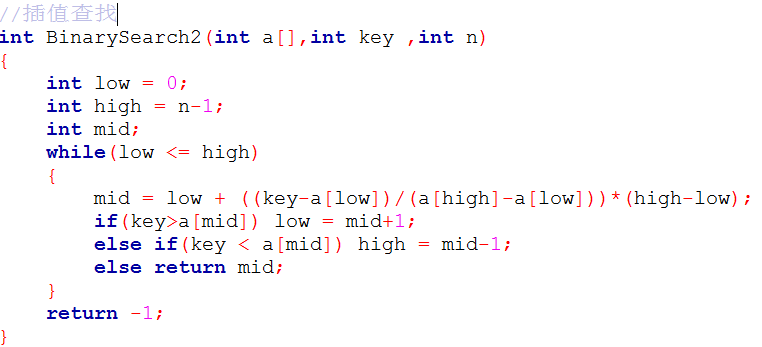 //插值查找
int BinarySearch2(int a[],int key ,int n)
{
    int low = 0;
    int high = n-1;
    int mid;
    while(low <= high)
    {
        mid = low + ((key-a[low])/(a[high]-a[low]))*(high-low);
        if(key>a[mid]) low = mid+1;
        else if(key < a[mid]) high = mid-1;
        else return mid;
    }
    return -1;
}